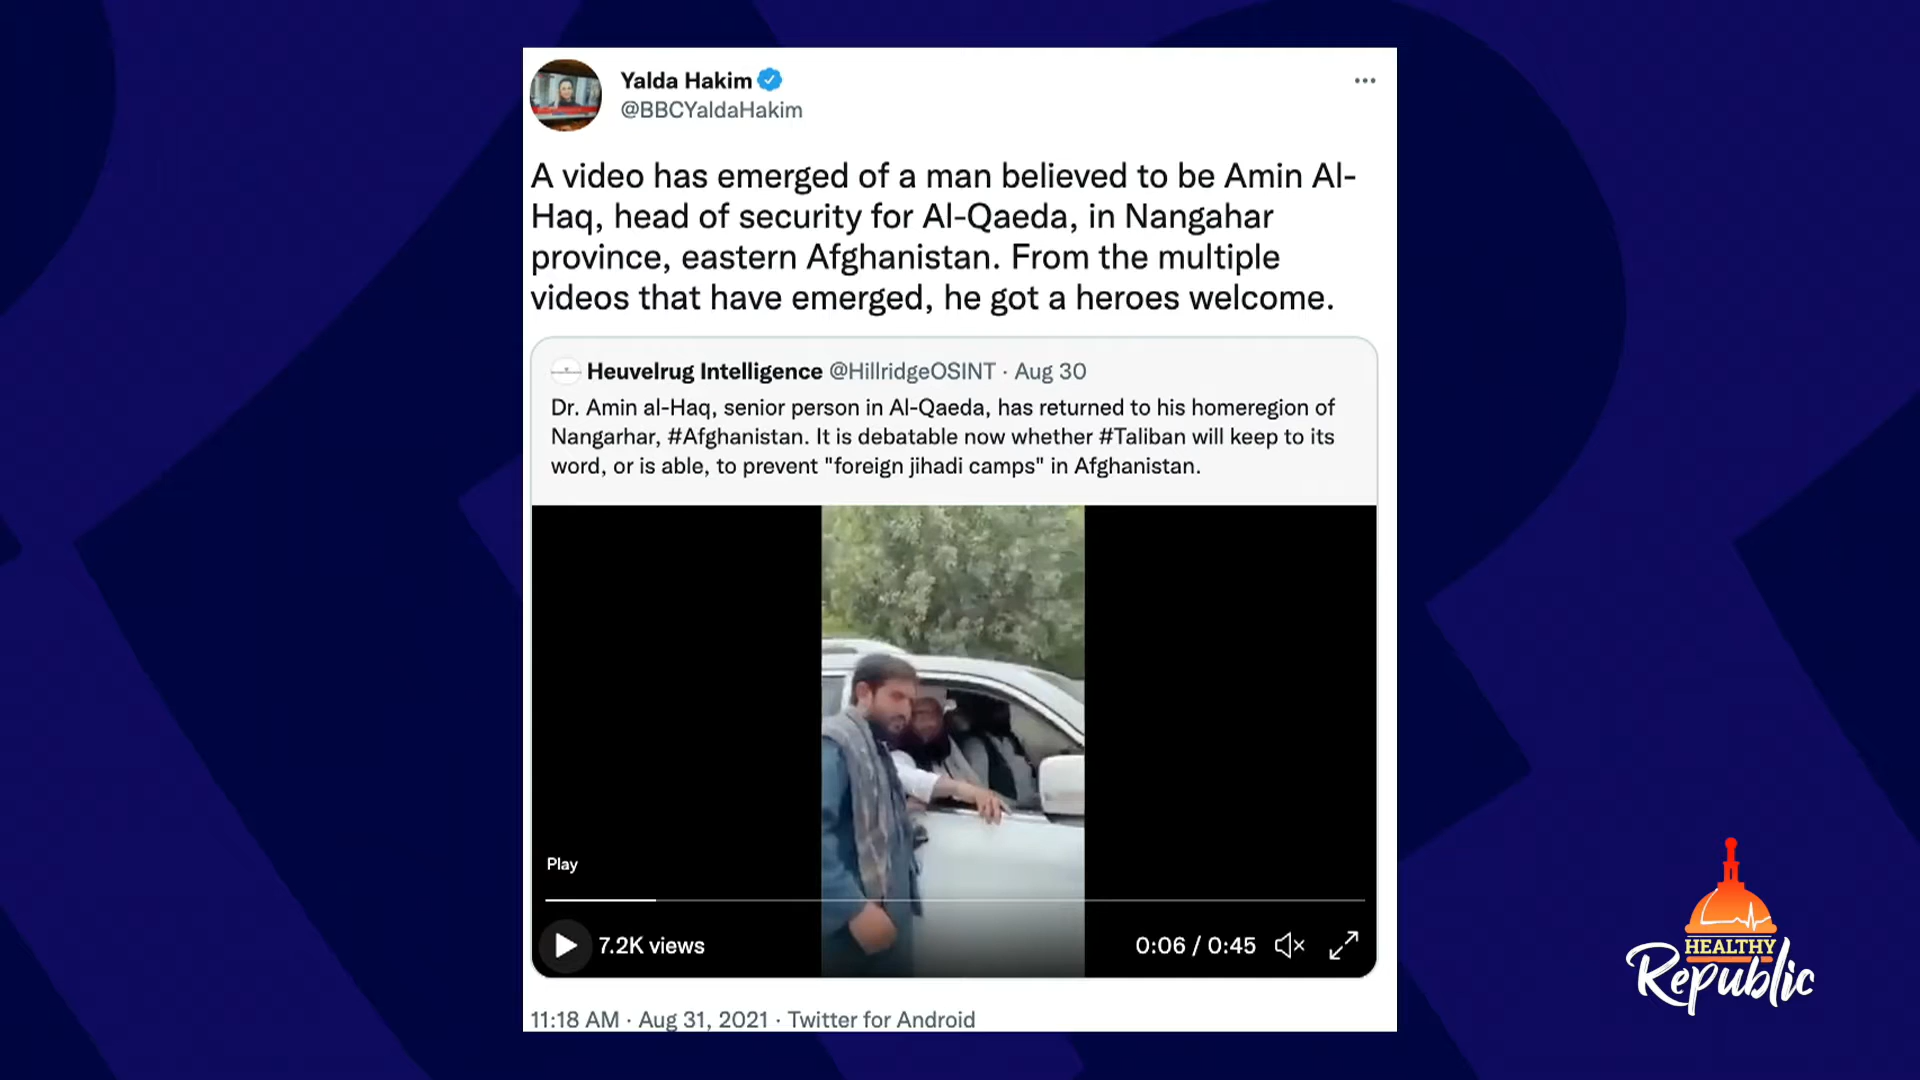 Yalda Hakim
@BBCYaldaHakim
A video has emerged of a man believed to be Amin Al-
Haq, head of security for Al-Qaeda, in Nangahar
province, eastern Afghanistan. From the multiple
videos that have emerged, he got a heroes welcome.
Heuvelrug Intelligence @HillridgeOSINT · Aug 30
Dr. Amin al-Haq, senior person in Al-Qaeda, has returned to his homeregion of
Nangarhar, #Afghanistan. It is debatable now whether #Taliban will keep to its
word, or is able, to prevent "foreign jihadi camps" in Afghanistan.
Play
7.2K views
0:06 / 0:45
11:18 AM · Aug 31, 2021 · Twitter for Android
HEALTHY
Republic